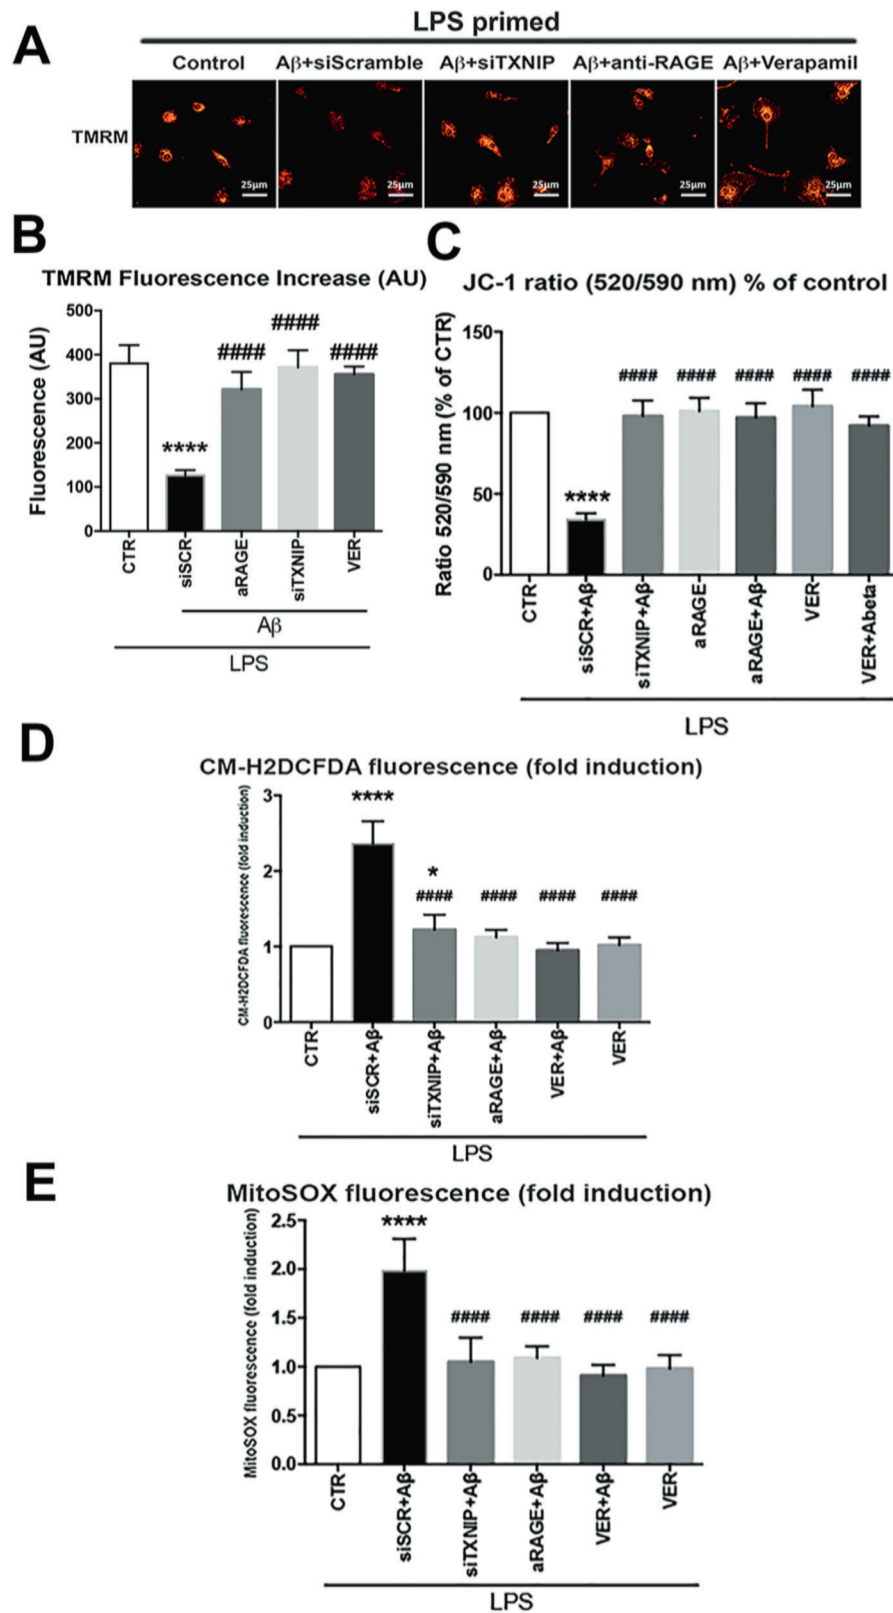 A
LPS primed
Control Aβ+siScramble Aβ+siTXNIP Aβ+anti-RAGE Aβ+Verapamil
TMRM
25µm 25µm 25µm 25µm 25µm
B
TMRM Fluorescence Increase (AU)
Fluorescence (AU)
500
400
300
200
100
0
****
####
####
####
CTR
siSCR
aRAGE
siTXNIP
VER
Aβ
LPS
C
JC-1 ratio (520/590 nm) % of control
Ratio 520/590 nm (% of CTR)
150
100
50
0
****
#### #### #### #### ####
CTR
siSCR+Aβ
siTXNIP+Aβ
aRAGE
aRAGE+Aβ
VER
VER+Abeta
LPS
D
CM-H2DCFDA fluorescence (fold induction)
CM-H2DCFDA fluorescence (fold induction)
3
2
1
0
****
*
#### #### #### ####
CTR
siSCR+Aβ
siTXNIP+Aβ
aRAGE+Aβ
VER+Aβ
VER
LPS
E
MitoSOX fluorescence (fold induction)
MitoSOX fluorescence (fold induction)
2.5
2.0
1.5
1.0
0.5
0.0
****
#### #### #### ####
CTR
siSCR+Aβ
siTXNIP+Aβ
aRAGE+Aβ
VER+Aβ
VER
LPS